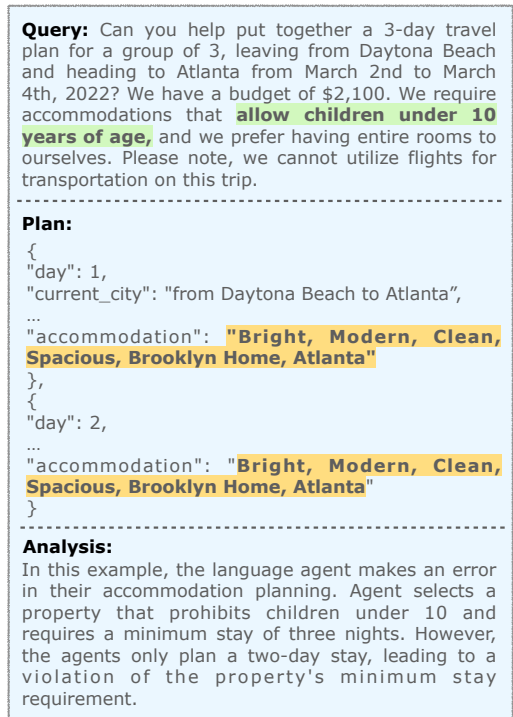 Query: Can you help put together a 3-day travel
plan for a group of 3, leaving from Daytona Beach
and heading to Atlanta from March 2nd to March
4th, 2022? We have a budget of $2,100. We require
accommodations that allow children under 10
years of age, and we prefer having entire rooms to
ourselves. Please note, we cannot utilize flights for
transportation on this trip.
Plan:
{
"day": 1,
"current_city": "from Daytona Beach to Atlanta”,
…
"accommodation": "Bright, Modern, Clean,
Spacious, Brooklyn Home, Atlanta"
},
{
"day": 2,
…
"accommodation": "Bright, Modern, Clean,
Spacious, Brooklyn Home, Atlanta"
}
Analysis:
In this example, the language agent makes an error
in their accommodation planning. Agent selects a
property that prohibits children under 10 and
requires a minimum stay of three nights. However,
the agents only plan a two-day stay, leading to a
violation of the property's minimum stay
requirement.